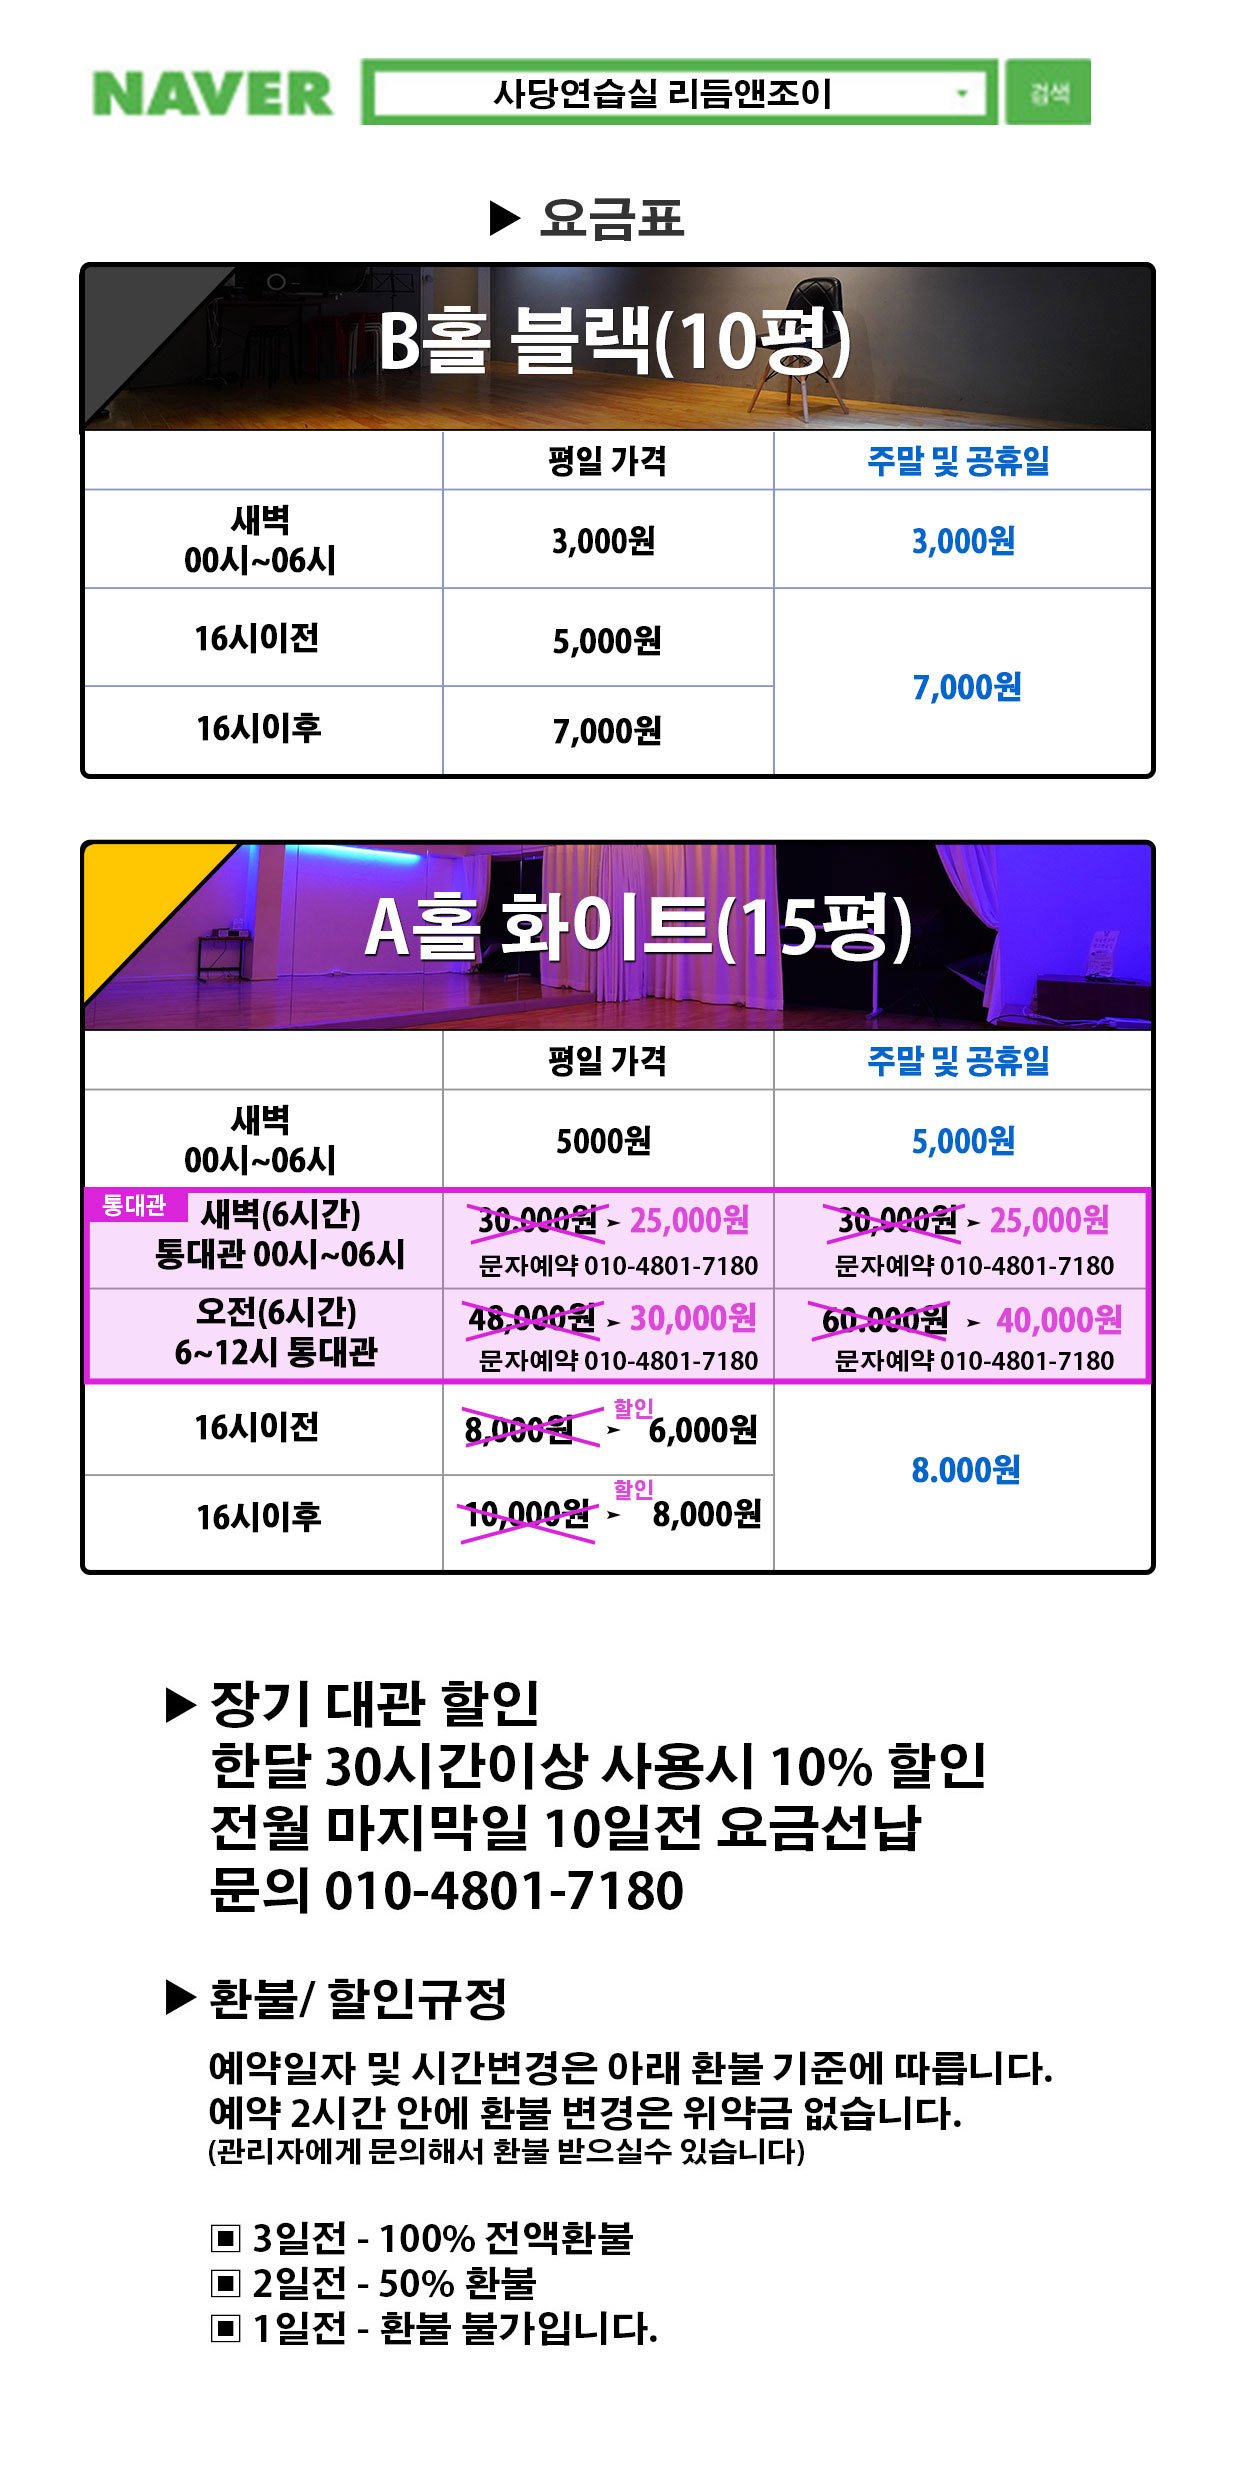 NAVER 사당연습실 리듬앤조이 검색
▶ 요금표
B홀 블랙(10평)
평일 가격 주말 및 공휴일
새벽
00시~06시 3,000원 3,000원
16시이전 5,000원
7,000원
16시이후 7,000원
A홀 화이트(15평)
평일 가격 주말 및 공휴일
새벽
00시~06시 5000원 5,000원
통대관 새벽(6시간) 30.000원 ➤ 25,000원 30,000원 ➤ 25,000원
통대관 00시~06시 문자예약 010-4801-7180 문자예약 010-4801-7180
오전(6시간) 48,000원 ➤ 30,000원 60.000원 ➤ 40,000원
6~12시 통대관 문자예약 010-4801-7180 문자예약 010-4801-7180
16시이전 8,000원 ➤ 할인 6,000원
8.000원
16시이후 10,000원 ➤ 할인 8,000원
▶ 장기 대관 할인
한달 30시간이상 사용시 10% 할인
전월 마지막일 10일전 요금선납
문의 010-4801-7180
▶ 환불/ 할인규정
예약일자 및 시간변경은 아래 환불 기준에 따릅니다.
예약 2시간 안에 환불 변경은 위약금 없습니다.
(관리자에게 문의해서 환불 받으실수 있습니다)
▣ 3일전 - 100% 전액환불
▣ 2일전 - 50% 환불
▣ 1일전 - 환불 불가입니다.